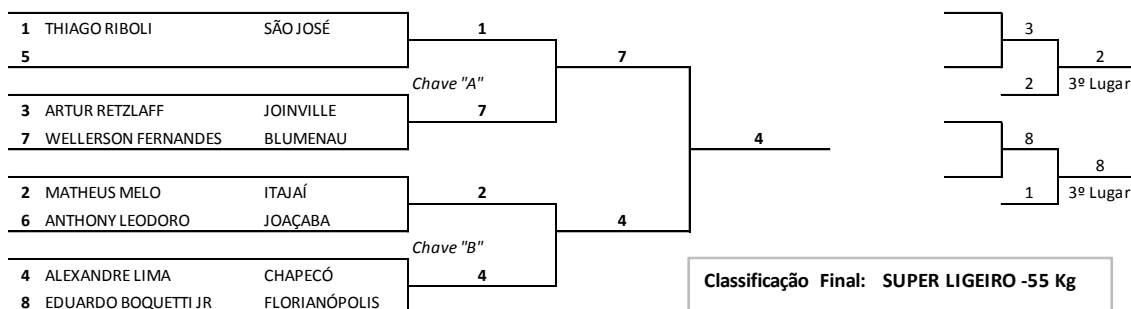 1 THIAGO RIBOLI SÃO JOSÉ 1 3
5 7 2
Chave "A" 2 3º Lugar
3 ARTUR RETZLAFF JOINVILLE 7
7 WELLERSON FERNANDES BLUMENAU 4 8
8
2 MATHEUS MELO ITAJAÍ 2 1 3º Lugar
6 ANTHONY LEODORO JOAÇABA 4
Chave "B"
4 ALEXANDRE LIMA CHAPECÓ 4 Classificação Final: SUPER LIGEIRO -55 Kg
8 EDUARDO BOQUETTI JR FLORIANÓPOLIS